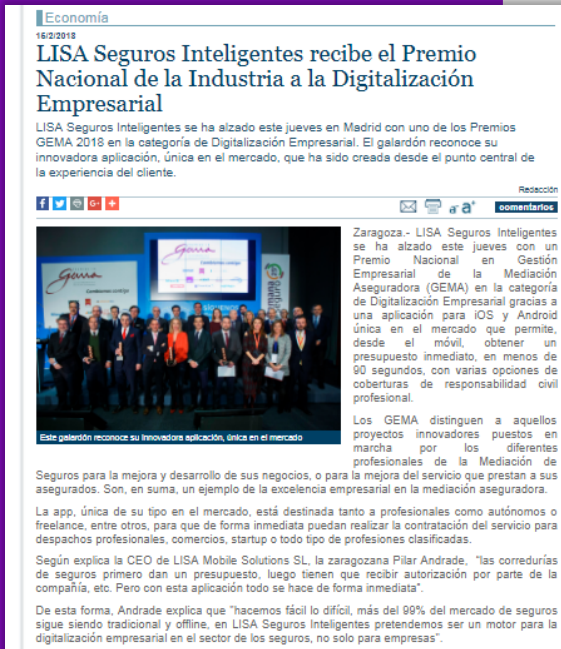 Economía
15/2/2018
LISA Seguros Inteligentes recibe el Premio
Nacional de la Industria a la Digitalización
Empresarial
LISA Seguros Inteligentes se ha alzado este jueves en Madrid con uno de los Premios
GEMA 2018 en la categoría de Digitalización Empresarial. El galardón reconoce su
innovadora aplicación, única en el mercado, que ha sido creada desde el punto central de
la experiencia del cliente.
Redacción
f G+ +
a- a+ comentarios
Gema
Gema
Zaragoza.- LISA Seguros Inteligentes
se ha alzado este jueves con un
Premio Nacional en Gestión
Empresarial de la Mediación
Aseguradora (GEMA) en la categoría
de Digitalización Empresarial gracias a
una aplicación para iOS y Android
única en el mercado que permite,
desde el móvil, obtener un
presupuesto inmediato, en menos de
90 segundos, con varias opciones de
coberturas de responsabilidad civil
profesional.
Este galardón reconoce su innovadora aplicación, única en el mercado
Los GEMA distinguen a aquellos
proyectos innovadores puestos en
marcha por los diferentes
profesionales de la Mediación de
Seguros para la mejora y desarrollo de sus negocios, o para la mejora del servicio que prestan a sus
asegurados. Son, en suma, un ejemplo de la excelencia empresarial en la mediación aseguradora.
La app, única de su tipo en el mercado, está destinada tanto a profesionales como autónomos o
freelance, entre otros, para que de forma inmediata puedan realizar la contratación del servicio para
despachos profesionales, comercios, startup o todo tipo de profesiones clasificadas.
Según explica la CEO de LISA Mobile Solutions SL, la zaragozana Pilar Andrade, "las corredurías
de seguros primero dan un presupuesto, luego tienen que recibir autorización por parte de la
compañía, etc. Pero con esta aplicación todo se hace de forma inmediata".
De esta forma, Andrade explica que "hacemos fácil lo difícil, más del 99% del mercado de seguros
sigue siendo tradicional y offline, en LISA Seguros Inteligentes pretendemos ser un motor para la
digitalización empresarial en el sector de los seguros, no solo para empresas".